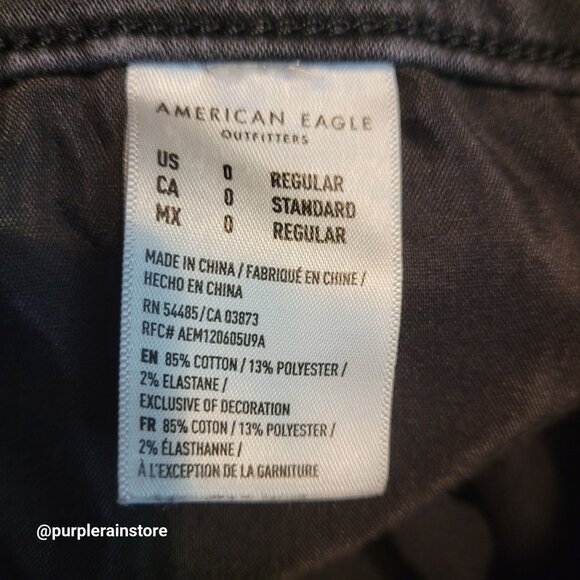 AMERICAN EAGLE
OUTFITTERS
US 0 REGULAR
CA 0 STANDARD
MX 0 REGULAR
MADE IN CHINA / FABRIQUÉ EN CHINE /
HECHO EN CHINA
RN 54485/CA 03873
RFC# AEM120605U9A
EN 85% COTTON / 13% POLYESTER /
2% ELASTANE /
EXCLUSIVE OF DECORATION
FR 85% COTON / 13% POLYESTER /
2% ÉLASTHANNE /
À L'EXCEPTION DE LA GARNITURE
@purplerainstore